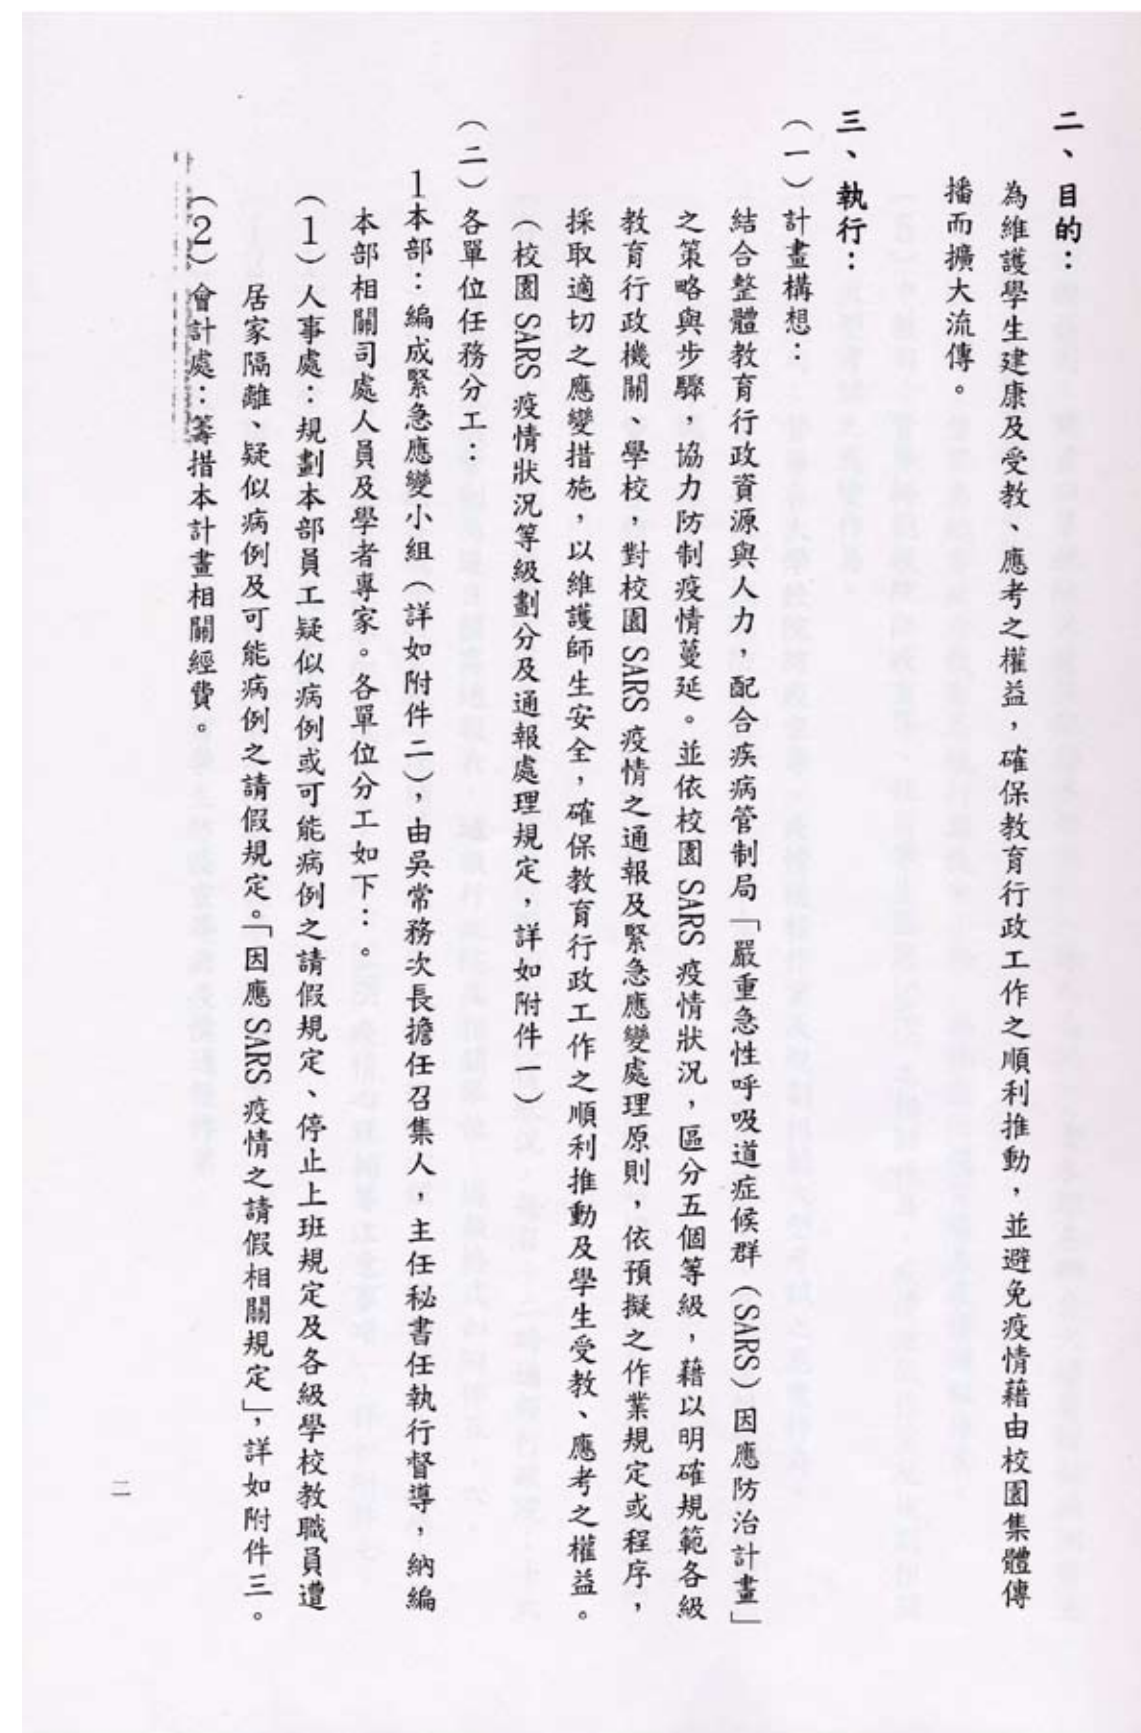 二、目的：
為維護學生建康及受教、應考之權益，確保教育行政工作之順利推動，並避免疫情藉由校園集體傳
播而擴大流傳。
三、執行：
（一）計畫構想：
結合整體教育行政資源與人力，配合疾病管制局「嚴重急性呼吸道症候群（SARS）因應防治計畫」
之策略與步驟，協力防制疫情蔓延。並依校園 SARS 疫情狀況，區分五個等級，藉以明確規範各級
教育行政機關、學校，對校園 SARS 疫情之通報及緊急應變處理原則，依預擬之作業規定或程序，
採取適切之應變措施，以維護師生安全，確保教育行政工作之順利推動及學生受教、應考之權益。
（校園 SARS 疫情狀況等級劃分及通報處理規定，詳如附件一）
（二）各單位任務分工：
1本部：編成緊急應變小組（詳如附件二），由吳常務次長擔任召集人，主任秘書任執行督導，納編
本部相關司處人員及學者專家。各單位分工如下：。
（1）人事處：規劃本部員工疑似病例或可能病例之請假規定、停止上班規定及各級學校教職員遭
居家隔離、疑似病例及可能病例之請假規定。「因應 SARS 疫情之請假相關規定」，詳如附件三。
（2）會計處：籌措本計畫相關經費。
二